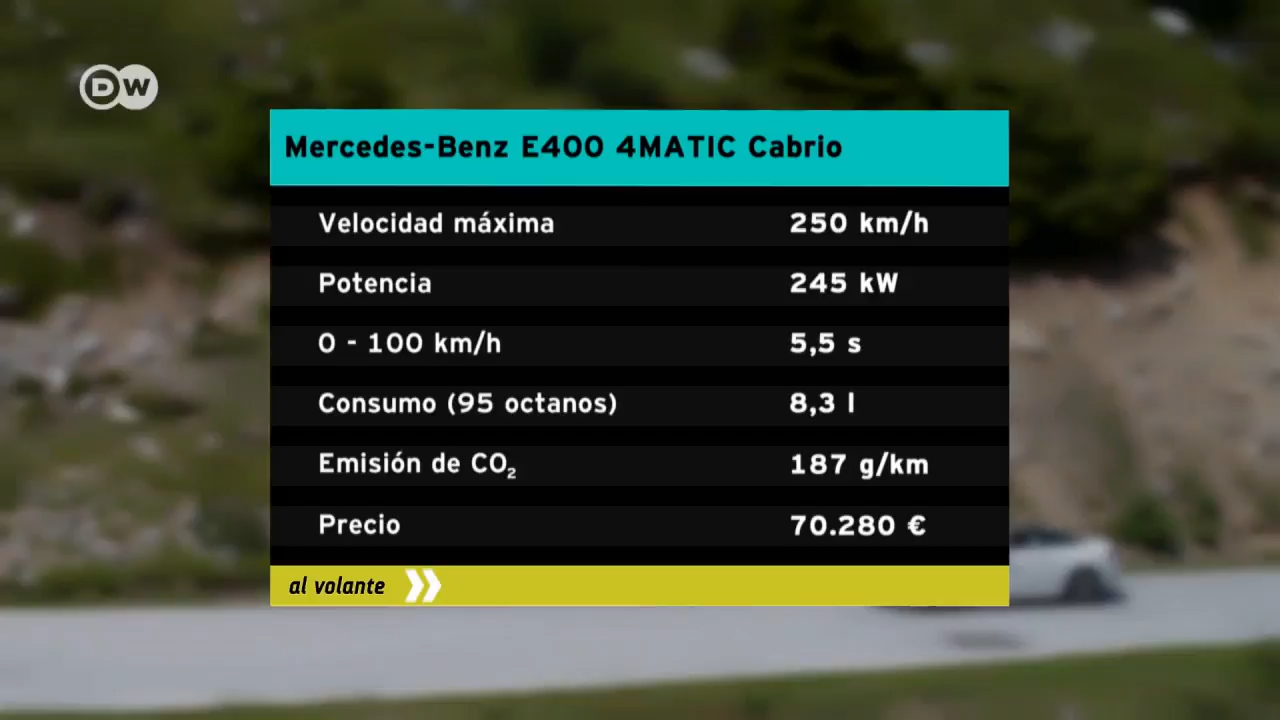 DW
Mercedes-Benz E400 4MATIC Cabrio
Velocidad máxima 250 km/h
Potencia 245 kW
0 - 100 km/h 5,5 s
Consumo (95 octanos) 8,3 l
Emisión de CO₂ 187 g/km
Precio 70.280 €
al volante